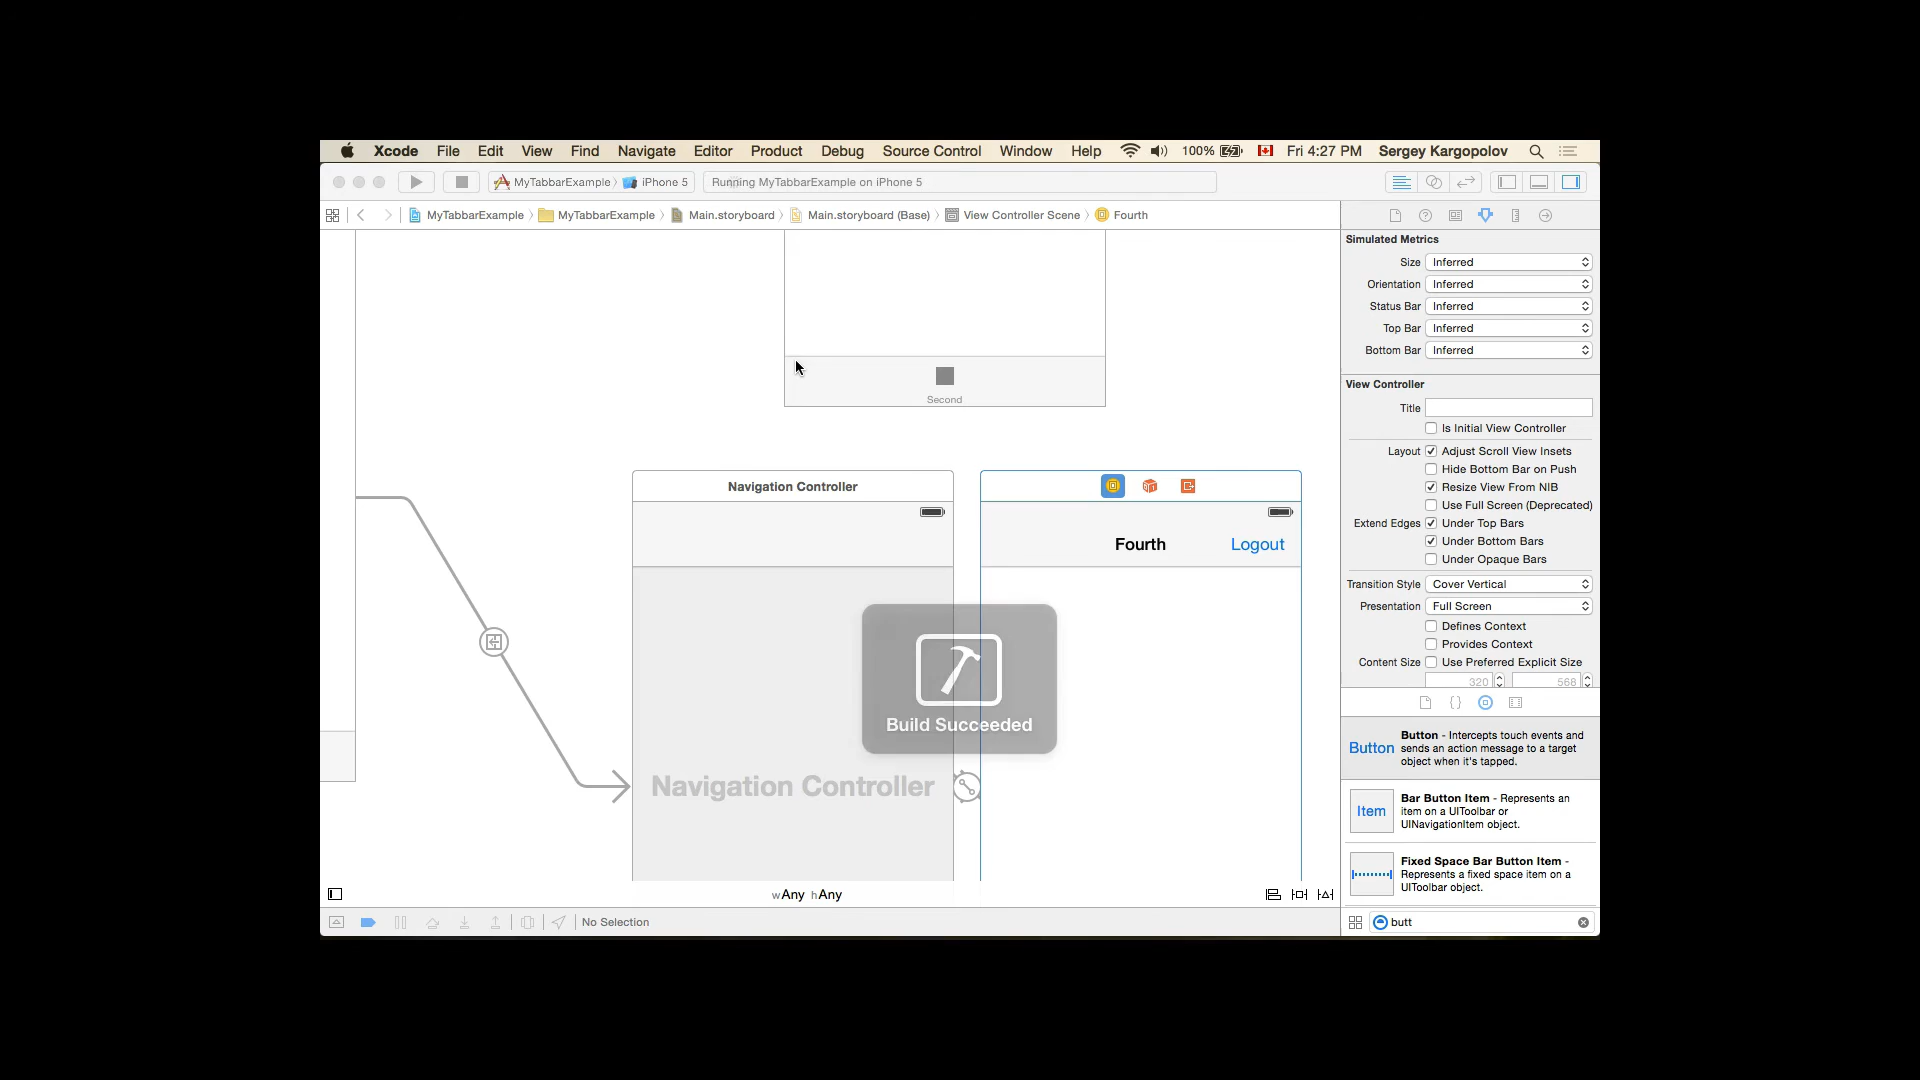 Xcode File Edit View Find Navigate Editor Product Debug Source Control Window Help 100% Fri 4:27 PM Sergey Kargopolov
MyTabbarExample iPhone 5 Running MyTabbarExample on iPhone 5
MyTabbarExample MyTabbarExample Main.storyboard Main.storyboard (Base) View Controller Scene Fourth
Second
Navigation Controller
Fourth Logout
Build Succeeded
Navigation Controller
wAny hAny
No Selection
Simulated Metrics
Size Inferred
Orientation Inferred
Status Bar Inferred
Top Bar Inferred
Bottom Bar Inferred
View Controller
Title
Is Initial View Controller
Layout Adjust Scroll View Insets
Hide Bottom Bar on Push
Resize View From NIB
Use Full Screen (Deprecated)
Extend Edges Under Top Bars
Under Bottom Bars
Under Opaque Bars
Transition Style Cover Vertical
Presentation Full Screen
Defines Context
Provides Context
Content Size Use Preferred Explicit Size
320 568
Button Button - Intercepts touch events and
sends an action message to a target
object when it's tapped.
Item Bar Button Item - Represents an
item on a UIToolbar or
UINavigationItem object.
Fixed Space Bar Button Item -
Represents a fixed space item on a
UIToolbar object.
butt